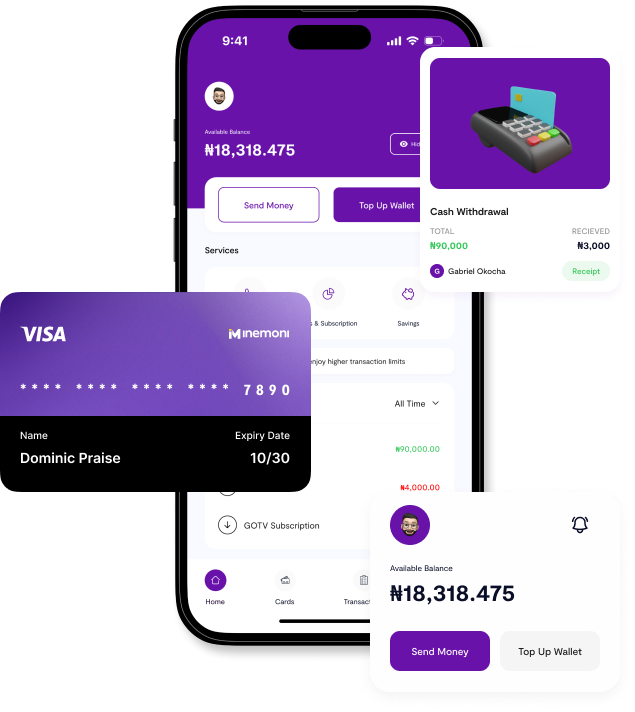 9:41
Available Balance
₦18,318.475
Send Money
Top Up Wallet
Services
& Subscription
Savings
enjoy higher transaction limits
All Time
₦90,000.00
₦4,000.00
GOTV Subscription
Home
Cards
Cash Withdrawal
TOTAL
RECIEVED
₦90,000
₦3,000
G
Gabriel Okocha
Receipt
VISA
ınemonı
**** **** **** **** 7890
Name
Expiry Date
Dominic Praise
10/30
Available Balance
₦18,318.475
Send Money
Top Up Wallet